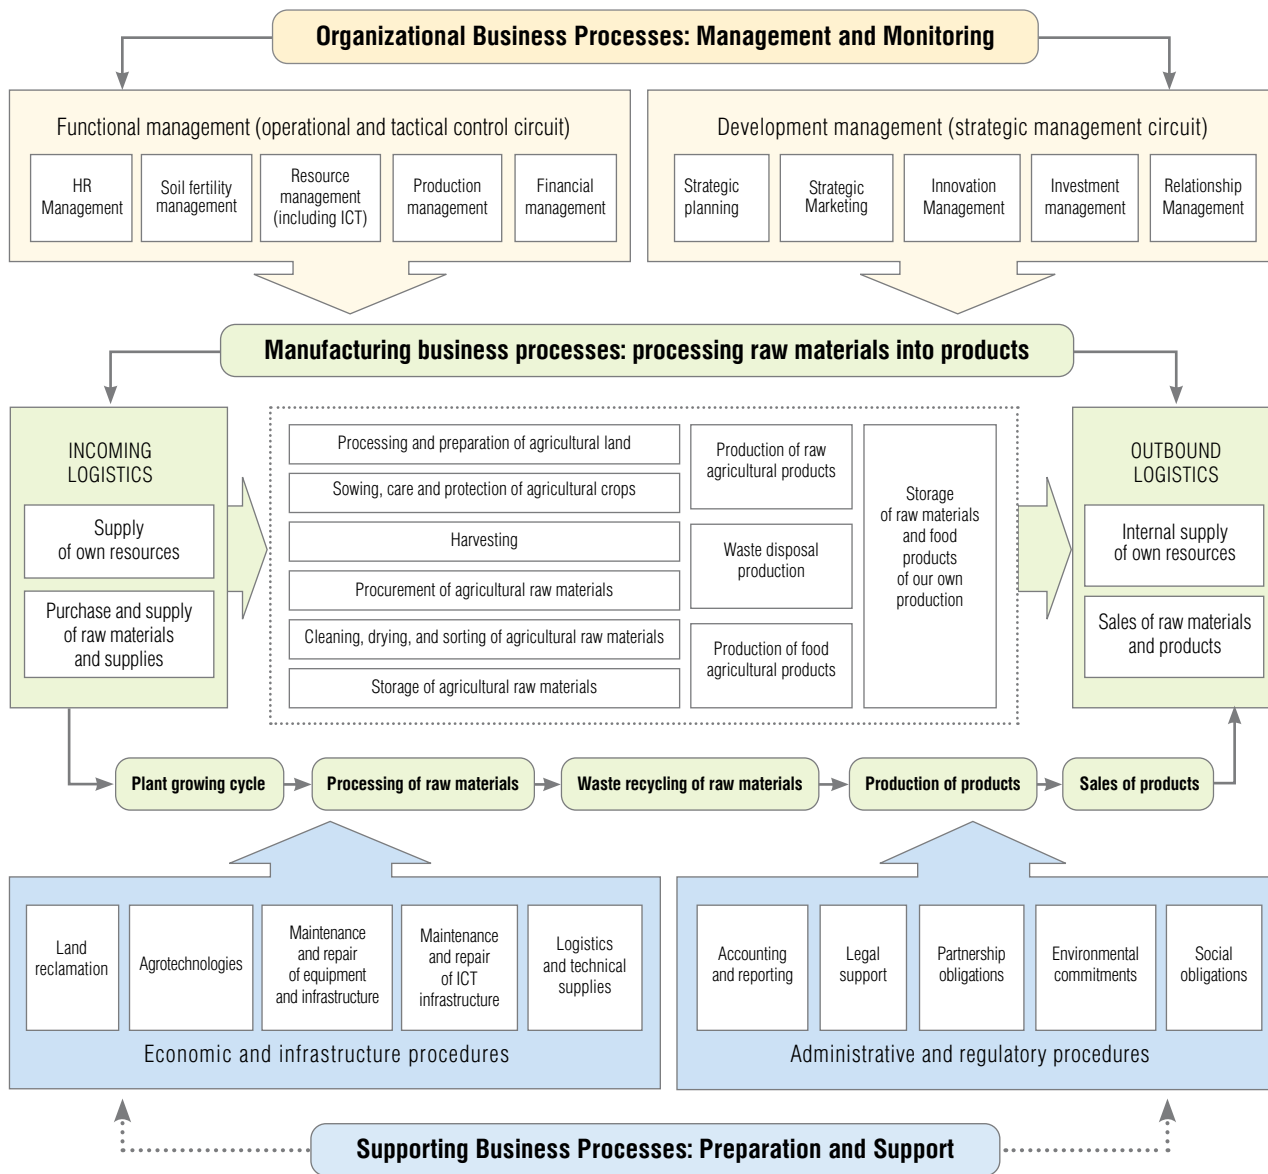 Organizational Business Processes: Management and Monitoring
Functional management (operational and tactical control circuit)
HR
Management
Soil fertility
management
Resource
management
(including ICT)
Production
management
Financial
management
Development management (strategic management circuit)
Strategic
planning
Strategic
Marketing
Innovation
Management
Investment
management
Relationship
Management
Manufacturing business processes: processing raw materials into products
INCOMING
LOGISTICS
Supply
of own resources
Purchase and supply
of raw materials
and supplies
Processing and preparation of agricultural land
Sowing, care and protection of agricultural crops
Harvesting
Procurement of agricultural raw materials
Cleaning, drying, and sorting of agricultural raw materials
Storage of agricultural raw materials
Production of raw
agricultural products
Waste disposal
production
Production of food
agricultural products
Storage
of raw materials
and food
products
of our own
production
OUTBOUND
LOGISTICS
Internal supply
of own resources
Sales of raw materials
and products
Plant growing cycle
Processing of raw materials
Waste recycling of raw materials
Production of products
Sales of products
Land
reclamation
Agrotechnologies
Maintenance
and repair
of equipment
and infrastructure
Maintenance
and repair
of ICT
infrastructure
Logistics
and technical
supplies
Economic and infrastructure procedures
Accounting
and reporting
Legal
support
Partnership
obligations
Environmental
commitments
Social
obligations
Administrative and regulatory procedures
Supporting Business Processes: Preparation and Support